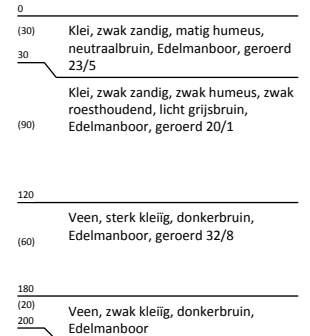 0
(30)
Klei, zwak zandig, matig humeus,
neutraalbruin, Edelmanboor, geroerd
23/5
30
Klei, zwak zandig, zwak humeus, zwak
roesthoudend, licht grijsbruin,
Edelmanboor, geroerd 20/1
(90)
120
Veen, sterk kleiïg, donkerbruin,
Edelmanboor, geroerd 32/8
(60)
180
(20)
Veen, zwak kleiïg, donkerbruin,
Edelmanboor
200